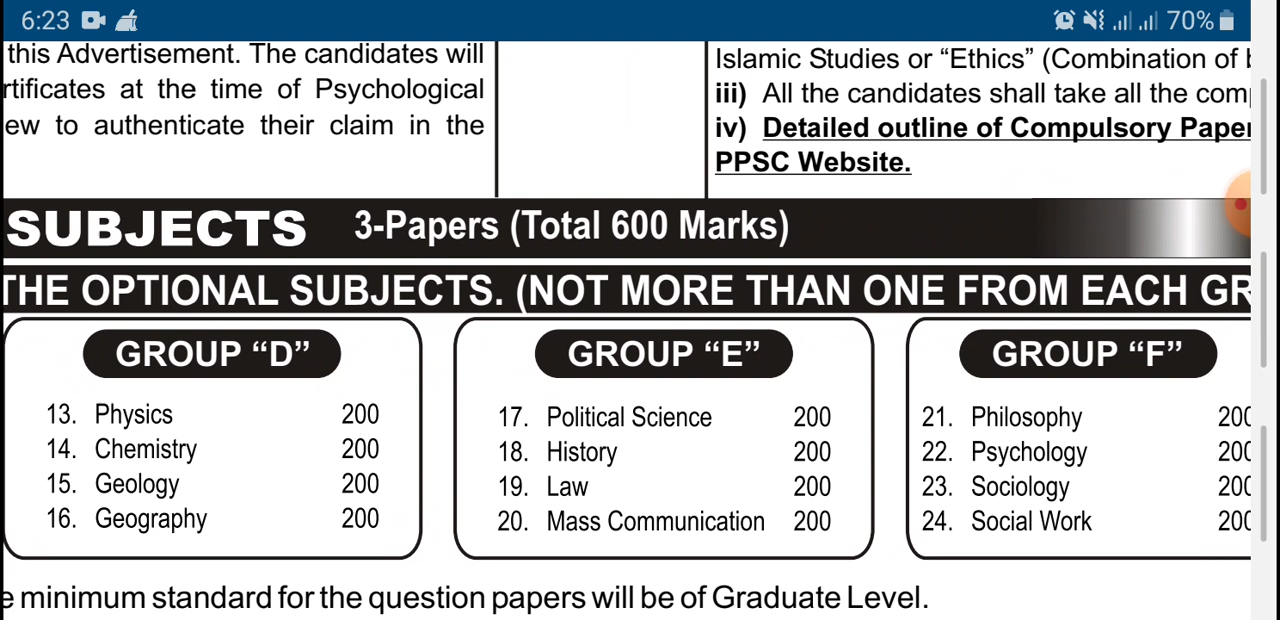 6:23 70%
this Advertisement. The candidates will
rtificates at the time of Psychological
ew to authenticate their claim in the
Islamic Studies or “Ethics” (Combination of
iii) All the candidates shall take all the com
iv) Detailed outline of Compulsory Paper
PPSC Website.
SUBJECTS 3-Papers (Total 600 Marks)
THE OPTIONAL SUBJECTS. (NOT MORE THAN ONE FROM EACH GR
GROUP “D”
13. Physics 200
14. Chemistry 200
15. Geology 200
16. Geography 200
GROUP “E”
17. Political Science 200
18. History 200
19. Law 200
20. Mass Communication 200
GROUP “F”
21. Philosophy 200
22. Psychology 200
23. Sociology 200
24. Social Work 200
e minimum standard for the question papers will be of Graduate Level.